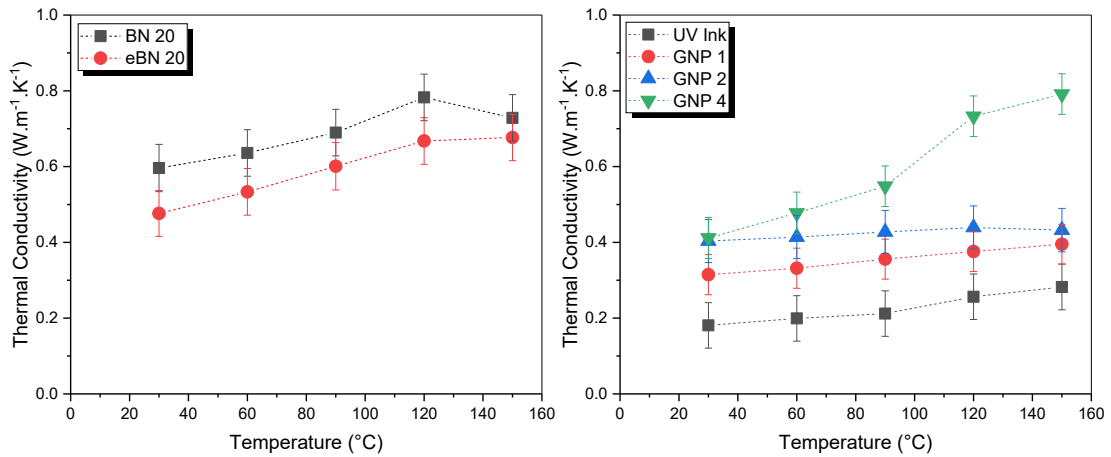 BN 20
eBN 20
Thermal Conductivity (W.m⁻¹.K⁻¹)
1.0
0.8
0.6
0.4
0.2
0.0
0 20 40 60 80 100 120 140 160
Temperature (°C)
UV Ink
GNP 1
GNP 2
GNP 4
Thermal Conductivity (W.m⁻¹.K⁻¹)
1.0
0.8
0.6
0.4
0.2
0.0
0 20 40 60 80 100 120 140 160
Temperature (°C)